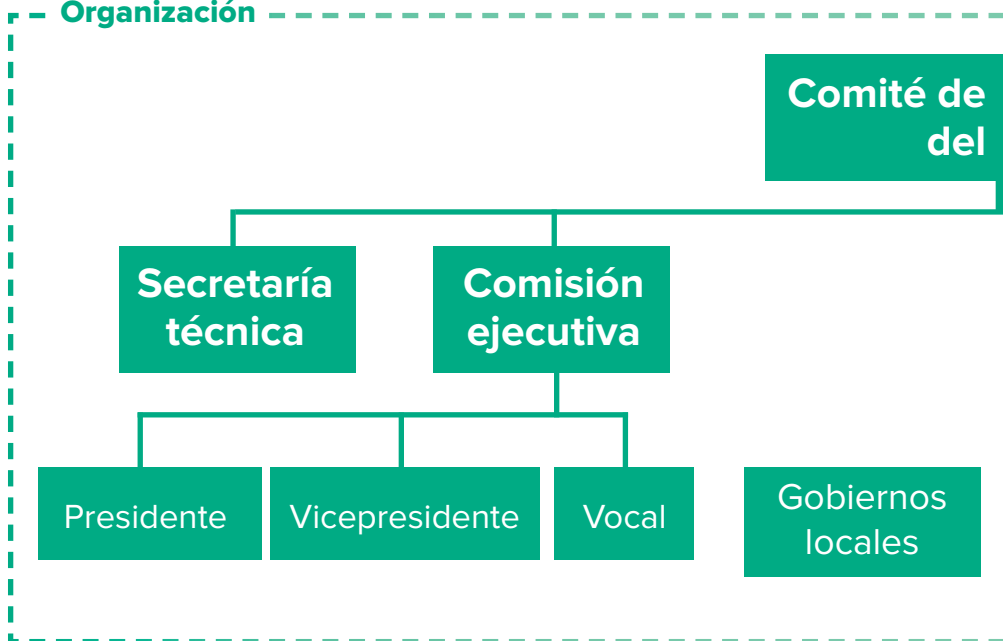 Organización
Comité de
del
Secretaría
técnica
Comisión
ejecutiva
Presidente
Vicepresidente
Vocal
Gobiernos
locales